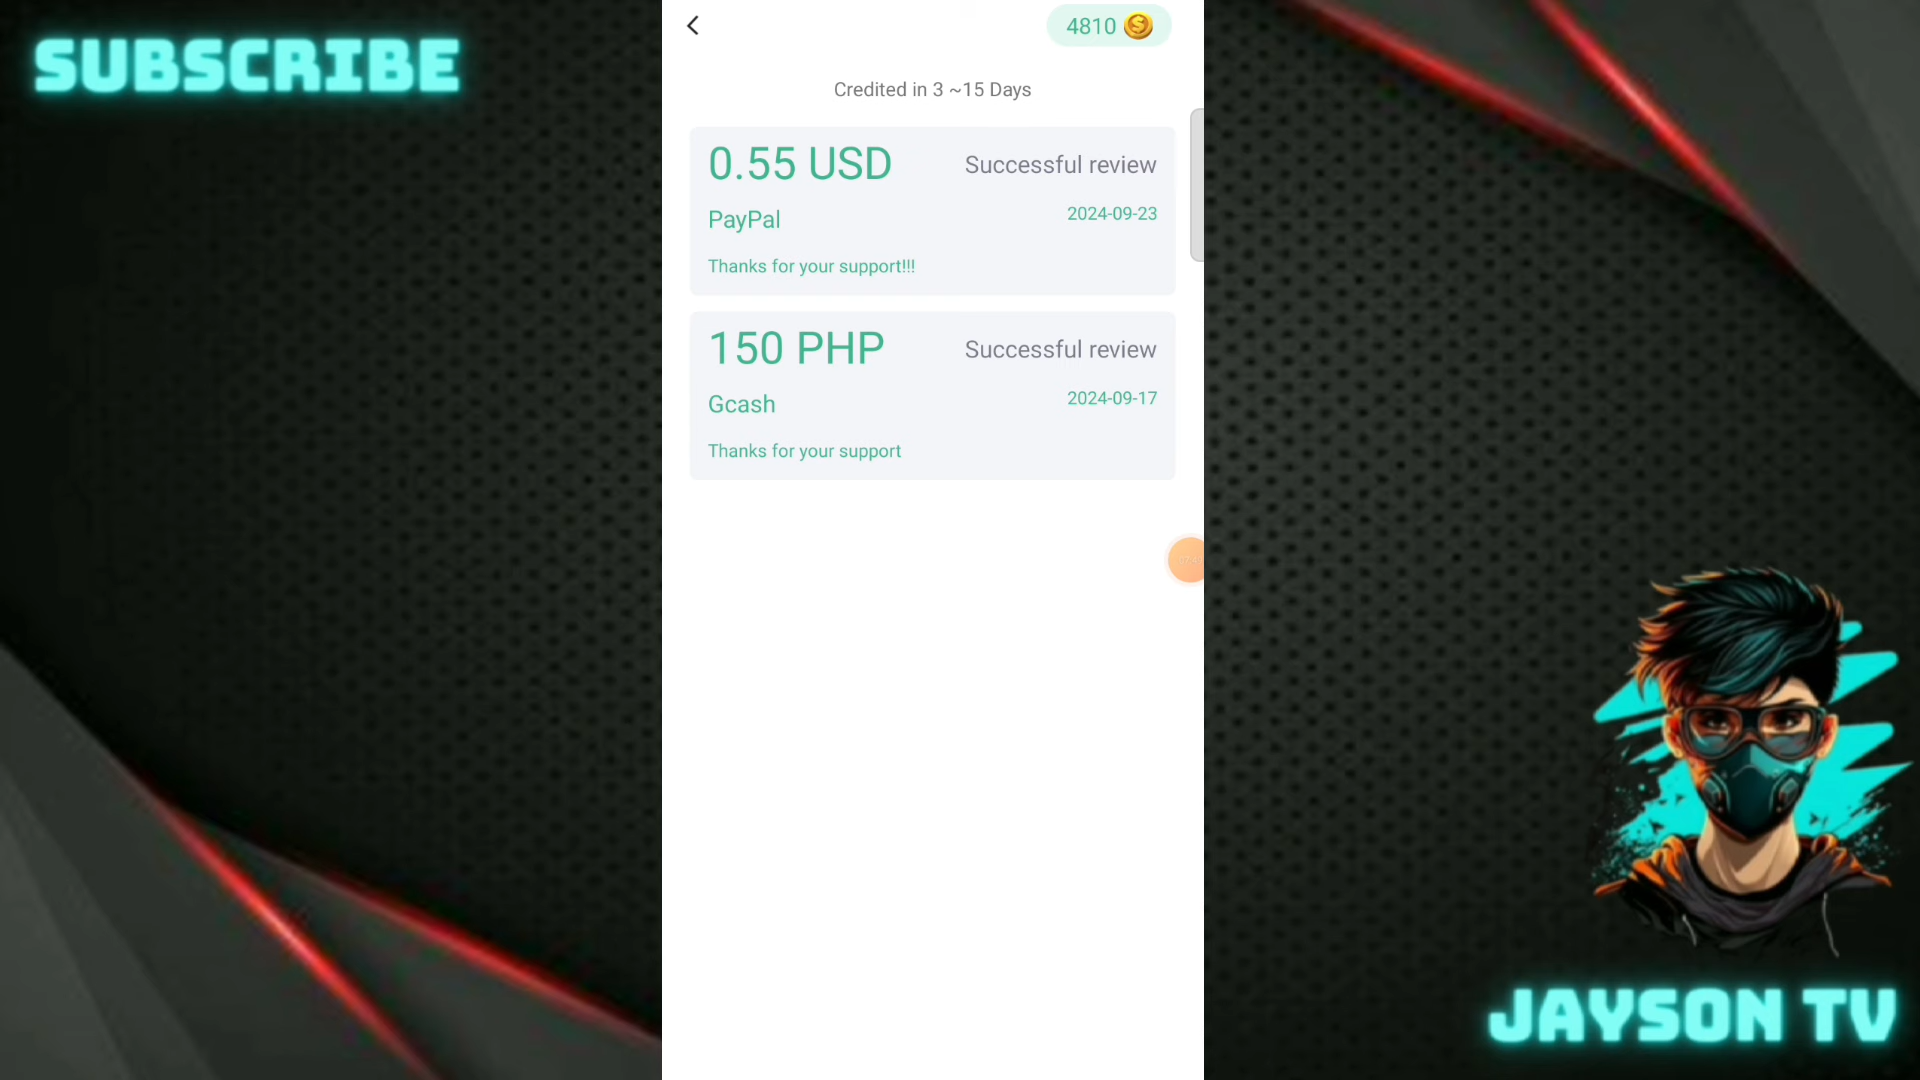 SUBSCRIBE
4810
Credited in 3 ~15 Days
0.55 USD
Successful review
PayPal
2024-09-23
Thanks for your support!!!
150 PHP
Successful review
Gcash
2024-09-17
Thanks for your support
JAYSON TV